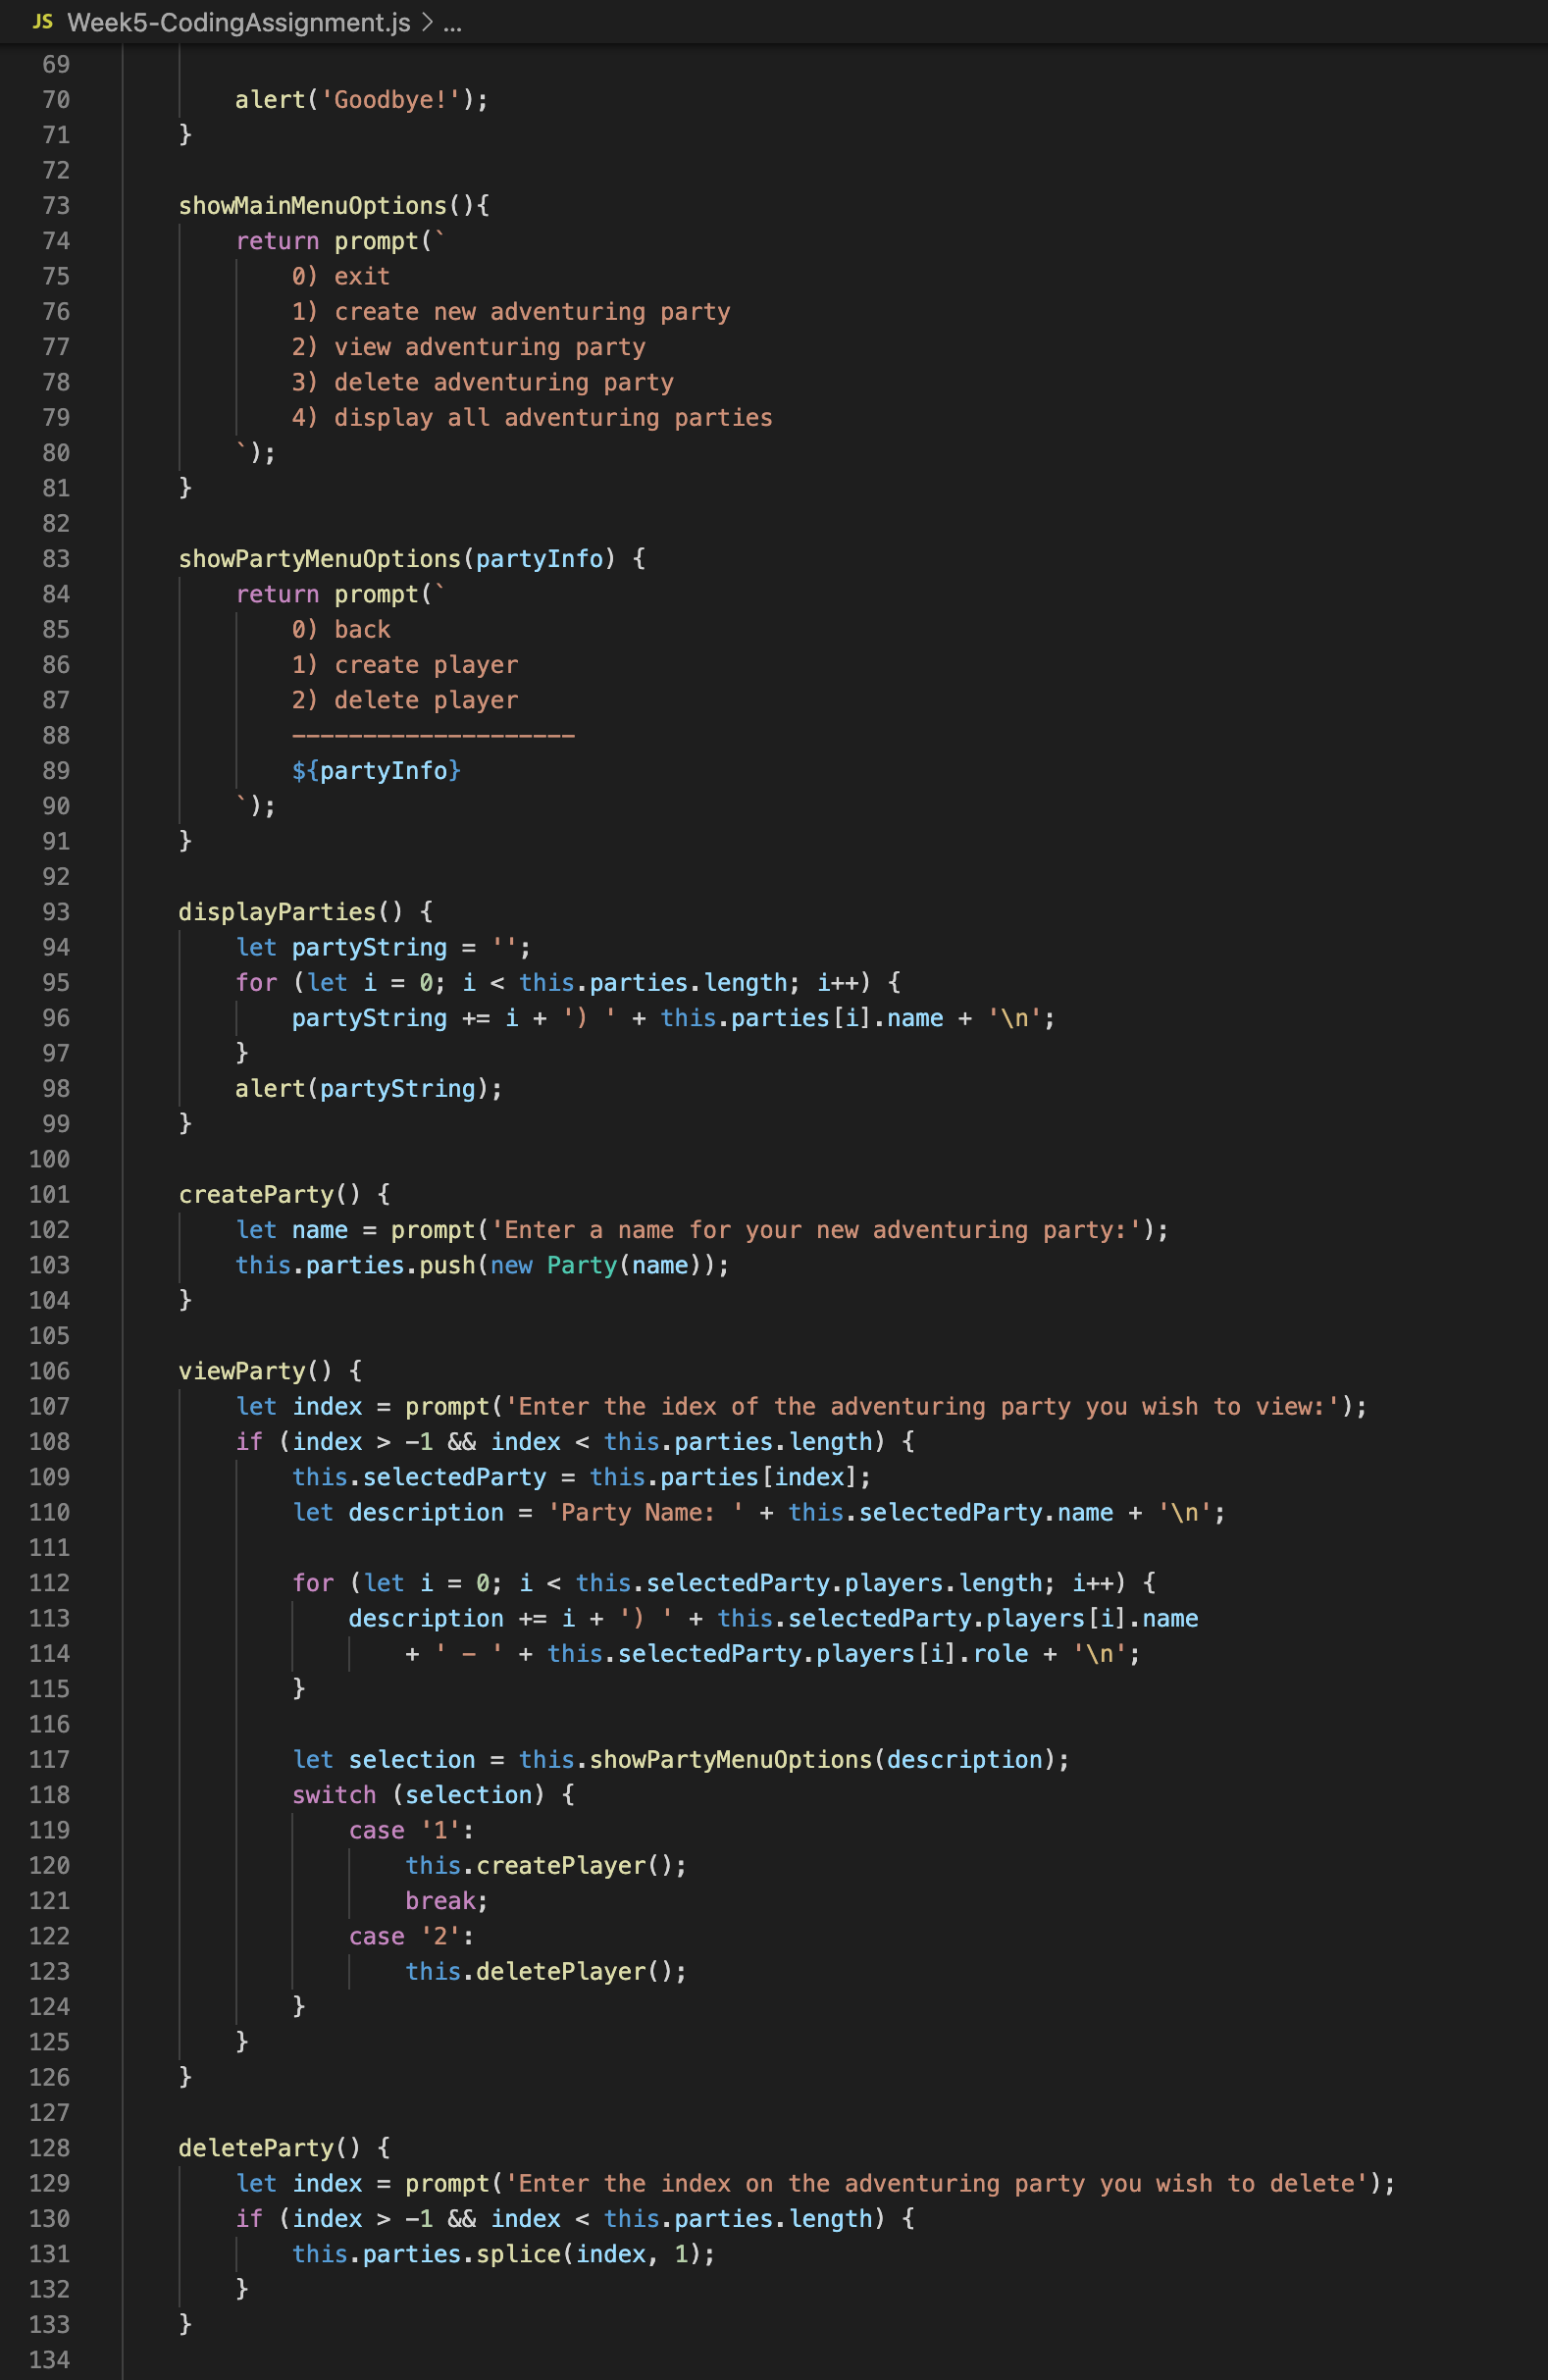 JS Week5-CodingAssignment.js > ...
69
70 alert('Goodbye!');
71 }
72
73 showMainMenuOptions(){
74 return prompt(`
75 0) exit
76 1) create new adventuring party
77 2) view adventuring party
78 3) delete adventuring party
79 4) display all adventuring parties
80 `);
81 }
82
83 showPartyMenuOptions(partyInfo) {
84 return prompt(`
85 0) back
86 1) create player
87 2) delete player
88 --------------------
89 ${partyInfo}
90 `);
91 }
92
93 displayParties() {
94 let partyString = '';
95 for (let i = 0; i < this.parties.length; i++) {
96 partyString += i + ') ' + this.parties[i].name + '\n';
97 }
98 alert(partyString);
99 }
100
101 createParty() {
102 let name = prompt('Enter a name for your new adventuring party:');
103 this.parties.push(new Party(name));
104 }
105
106 viewParty() {
107 let index = prompt('Enter the idex of the adventuring party you wish to view:');
108 if (index > -1 && index < this.parties.length) {
109 this.selectedParty = this.parties[index];
110 let description = 'Party Name: ' + this.selectedParty.name + '\n';
111
112 for (let i = 0; i < this.selectedParty.players.length; i++) {
113 description += i + ') ' + this.selectedParty.players[i].name
114 + ' - ' + this.selectedParty.players[i].role + '\n';
115 }
116
117 let selection = this.showPartyMenuOptions(description);
118 switch (selection) {
119 case '1':
120 this.createPlayer();
121 break;
122 case '2':
123 this.deletePlayer();
124 }
125 }
126 }
127
128 deleteParty() {
129 let index = prompt('Enter the index on the adventuring party you wish to delete');
130 if (index > -1 && index < this.parties.length) {
131 this.parties.splice(index, 1);
132 }
133 }
134